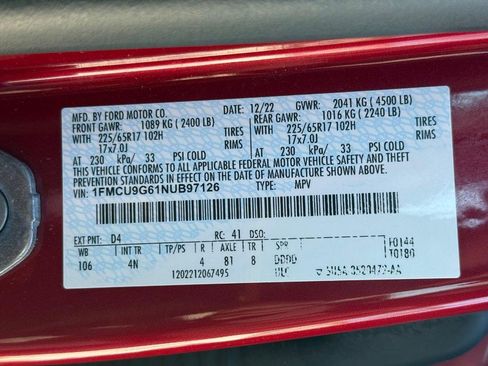 MFD. BY FORD MOTOR CO. 12/22 GVWR: 2041 KG (4500 LB)
FRONT GAWR: 1089 KG (2400 LB) REAR GAWR: 1016 KG (2240 LB)
WITH 225/65R17 102H TIRES WITH 225/65R17 102H TIRES
17x7.0J RIMS 17x7.0J RIMS
AT 230 kPa/ 33 PSI COLD AT 230 kPa/ 33 PSI COLD
THIS VEHICLE CONFORMS TO ALL APPLICABLE FEDERAL MOTOR VEHICLE SAFETY AND THEFT
PREVENTION STANDARDS IN EFFECT ON THE DATE OF MANUFACTURE SHOWN ABOVE.
VIN: 1FMCU9G61NUB97126 TYPE: MPV
EXT PNT: D4 RC: 41 DSO:
WB INT TR TP/PS R AXLE TR SPR F0144
106 4N 4 81 8 DDDD T0180
1202212067495